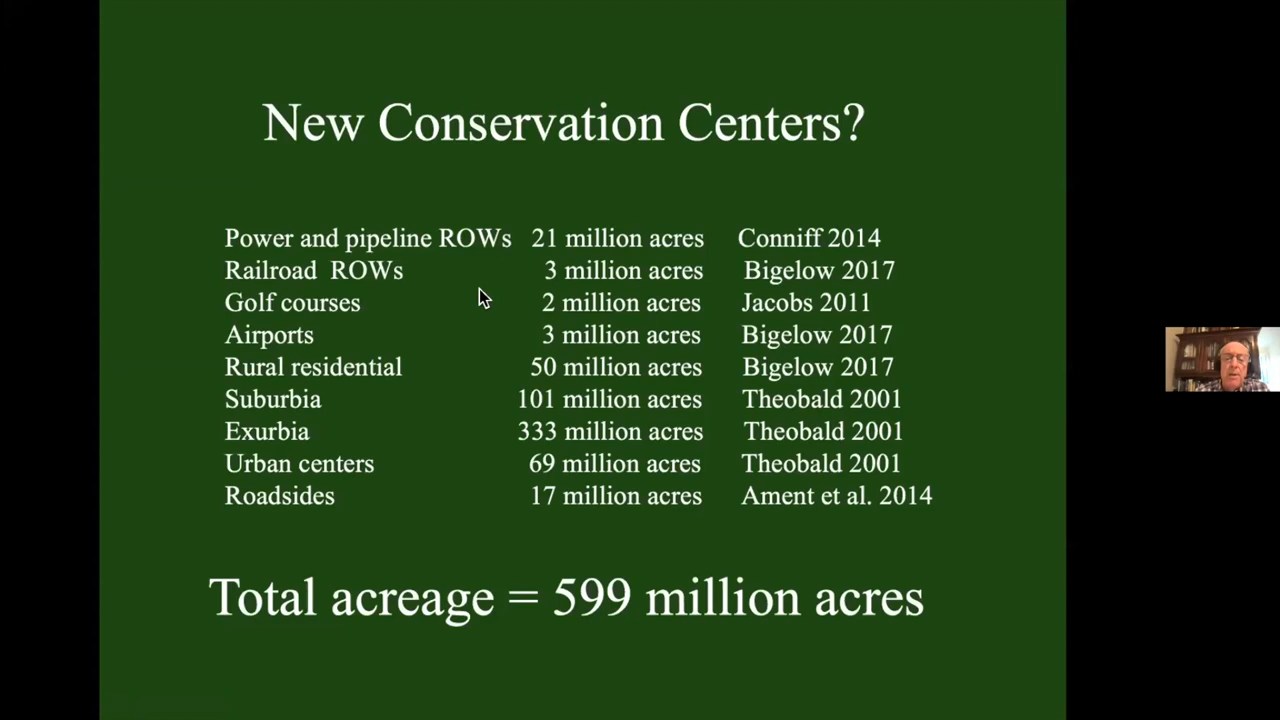 New Conservation Centers?
Power and pipeline ROWs 21 million acres Conniff 2014
Railroad ROWs 3 million acres Bigelow 2017
Golf courses 2 million acres Jacobs 2011
Airports 3 million acres Bigelow 2017
Rural residential 50 million acres Bigelow 2017
Suburbia 101 million acres Theobald 2001
Exurbia 333 million acres Theobald 2001
Urban centers 69 million acres Theobald 2001
Roadsides 17 million acres Ament et al. 2014
Total acreage = 599 million acres